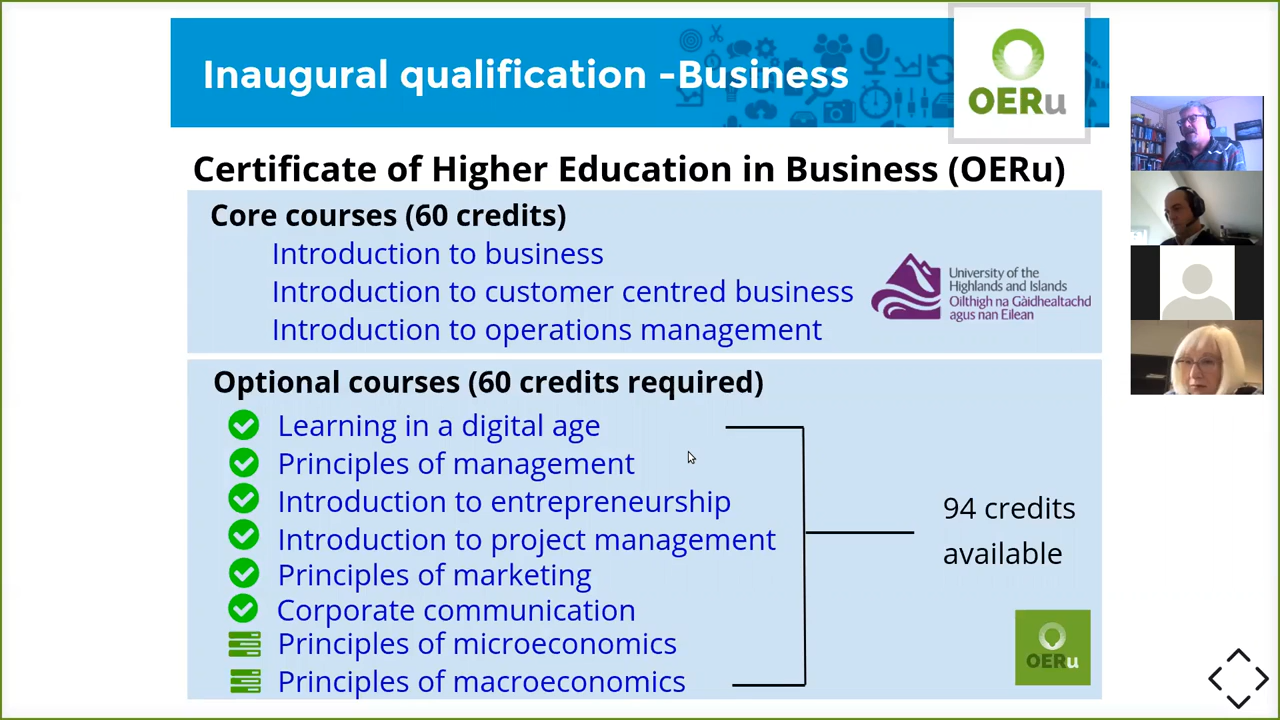 Inaugural qualification -Business
OERu
Certificate of Higher Education in Business (OERu)
Core courses (60 credits)
Introduction to business
Introduction to customer centred business
Introduction to operations management
University of the
Highlands and Islands
Oilthigh na Gàidhealtachd
agus nan Eilean
Optional courses (60 credits required)
Learning in a digital age
Principles of management
Introduction to entrepreneurship
Introduction to project management
Principles of marketing
Corporate communication
Principles of microeconomics
Principles of macroeconomics
94 credits
available
OERu